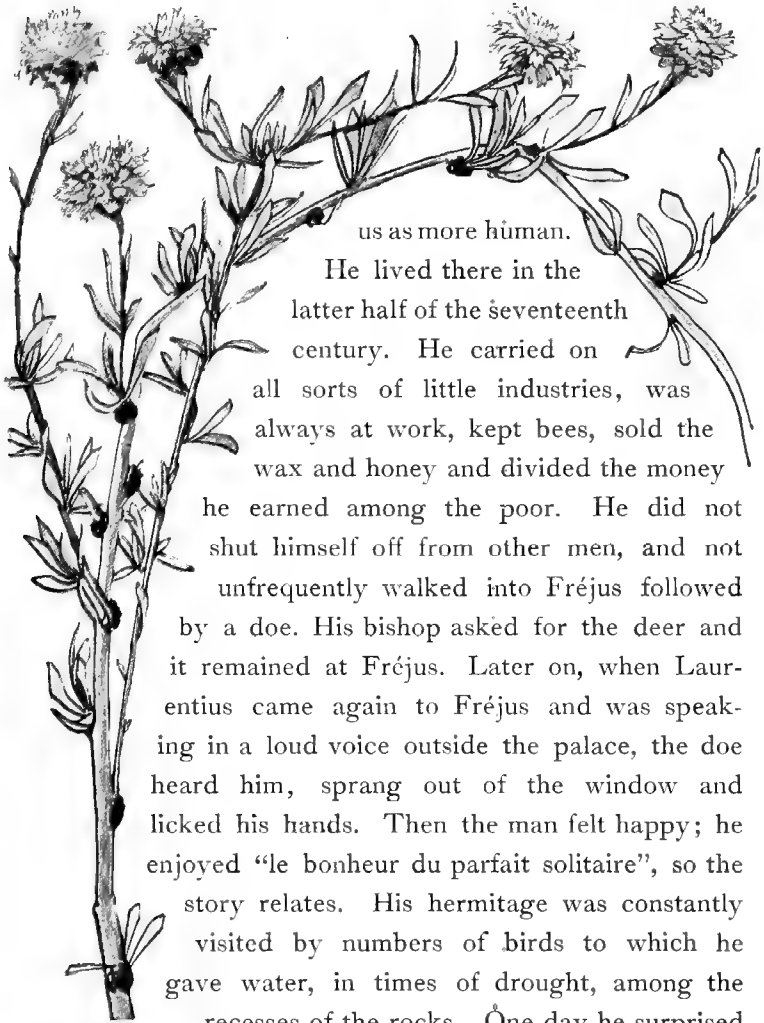 us as more human.
He lived there in the
latter half of the seventeenth
century. He carried on
all sorts of little industries, was
always at work, kept bees, sold the
wax and honey and divided the money
he earned among the poor. He did not
shut himself off from other men, and not
unfrequently walked into Fréjus followed
by a doe. His bishop asked for the deer and
it remained at Fréjus. Later on, when Laur-
entius came again to Fréjus and was speak-
ing in a loud voice outside the palace, the doe
heard him, sprang out of the window and
licked his hands. Then the man felt happy; he
enjoyed “le bonheur du parfait solitaire”, so the
story relates. His hermitage was constantly
visited by numbers of birds to which he
gave water, in times of drought, among the
recesses of the rocks. One day he surprised